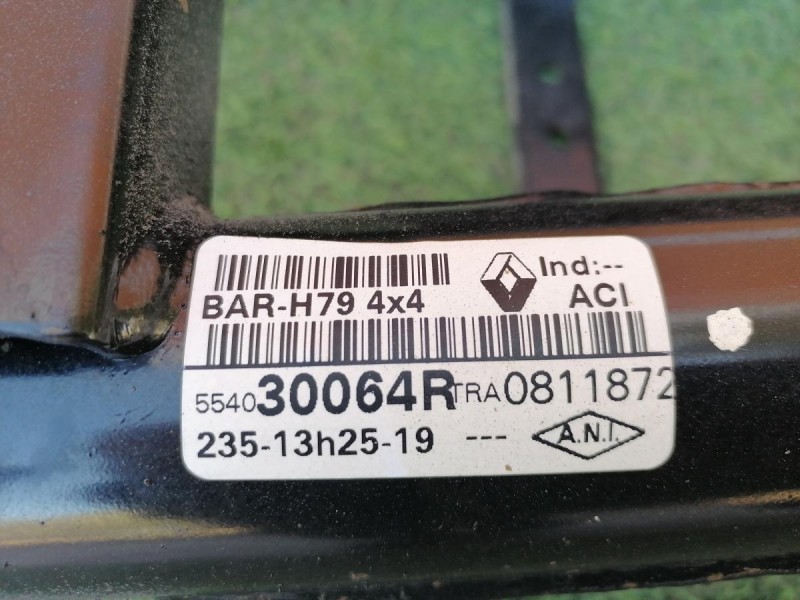 Ind:--
BAR-H79 4x4 ACI
554030064R TRA0811872
235-13h25-19 --- A.N.I.